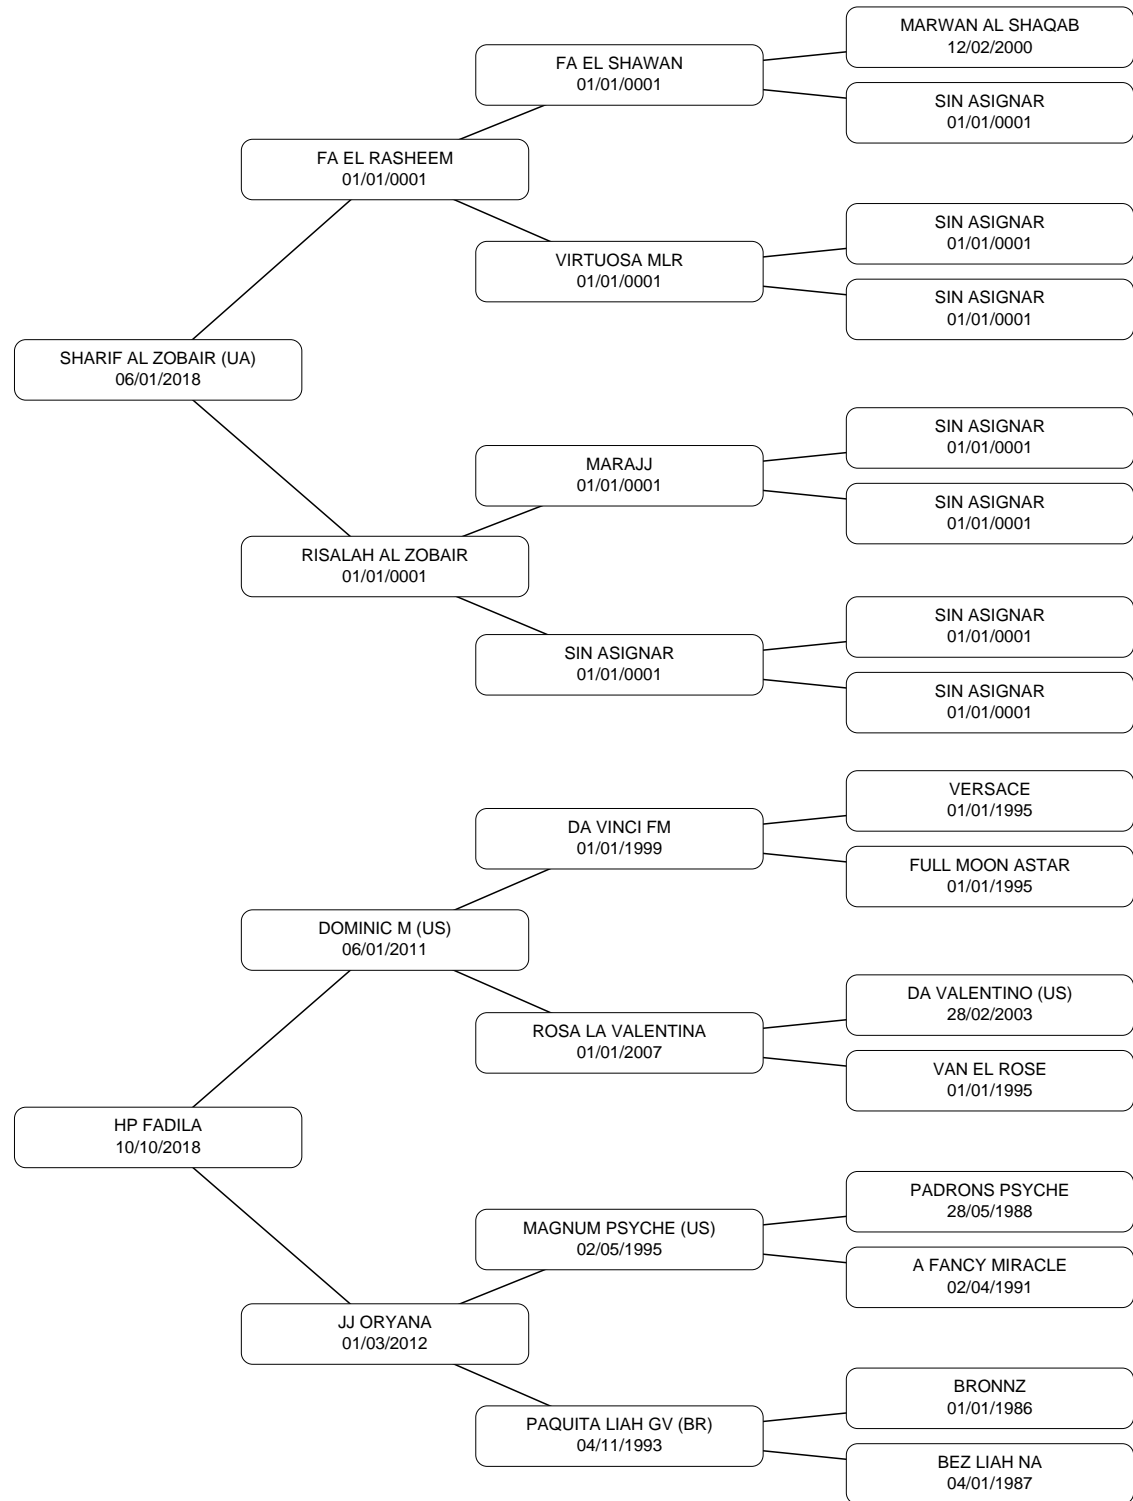 MARWAN AL SHAQAB
12/02/2000
FA EL SHAWAN
01/01/0001
SIN ASIGNAR
01/01/0001
FA EL RASHEEM
01/01/0001
SIN ASIGNAR
01/01/0001
VIRTUOSA MLR
01/01/0001
SIN ASIGNAR
01/01/0001
SHARIF AL ZOBAIR (UA)
06/01/2018
SIN ASIGNAR
01/01/0001
MARAJJ
01/01/0001
SIN ASIGNAR
01/01/0001
RISALAH AL ZOBAIR
01/01/0001
SIN ASIGNAR
01/01/0001
SIN ASIGNAR
01/01/0001
SIN ASIGNAR
01/01/0001
VERSACE
01/01/1995
DA VINCI FM
01/01/1999
FULL MOON ASTAR
01/01/1995
DOMINIC M (US)
06/01/2011
DA VALENTINO (US)
28/02/2003
ROSA LA VALENTINA
01/01/2007
VAN EL ROSE
01/01/1995
HP FADILA
10/10/2018
PADRONS PSYCHE
28/05/1988
MAGNUM PSYCHE (US)
02/05/1995
A FANCY MIRACLE
02/04/1991
JJ ORYANA
01/03/2012
BRONNZ
01/01/1986
PAQUITA LIAH GV (BR)
04/11/1993
BEZ LIAH NA
04/01/1987